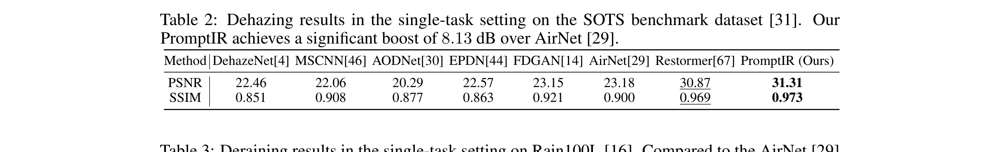 Table 2: Dehazing results in the single-task setting on the SOTS benchmark dataset [31]. Our
PromptIR achieves a significant boost of 8.13 dB over AirNet [29].
Method DehazeNet[4] MSCNN[46] AODNet[30] EPDN[44] FDGAN[14] AirNet[29] Restormer[67] PromptIR (Ours)
PSNR 22.46 22.06 20.29 22.57 23.15 23.18 30.87 31.31
SSIM 0.851 0.908 0.877 0.863 0.921 0.900 0.969 0.973
Table 3: Deraining results in the single-task setting on Rain100L [16]. Compared to the AirNet [29]